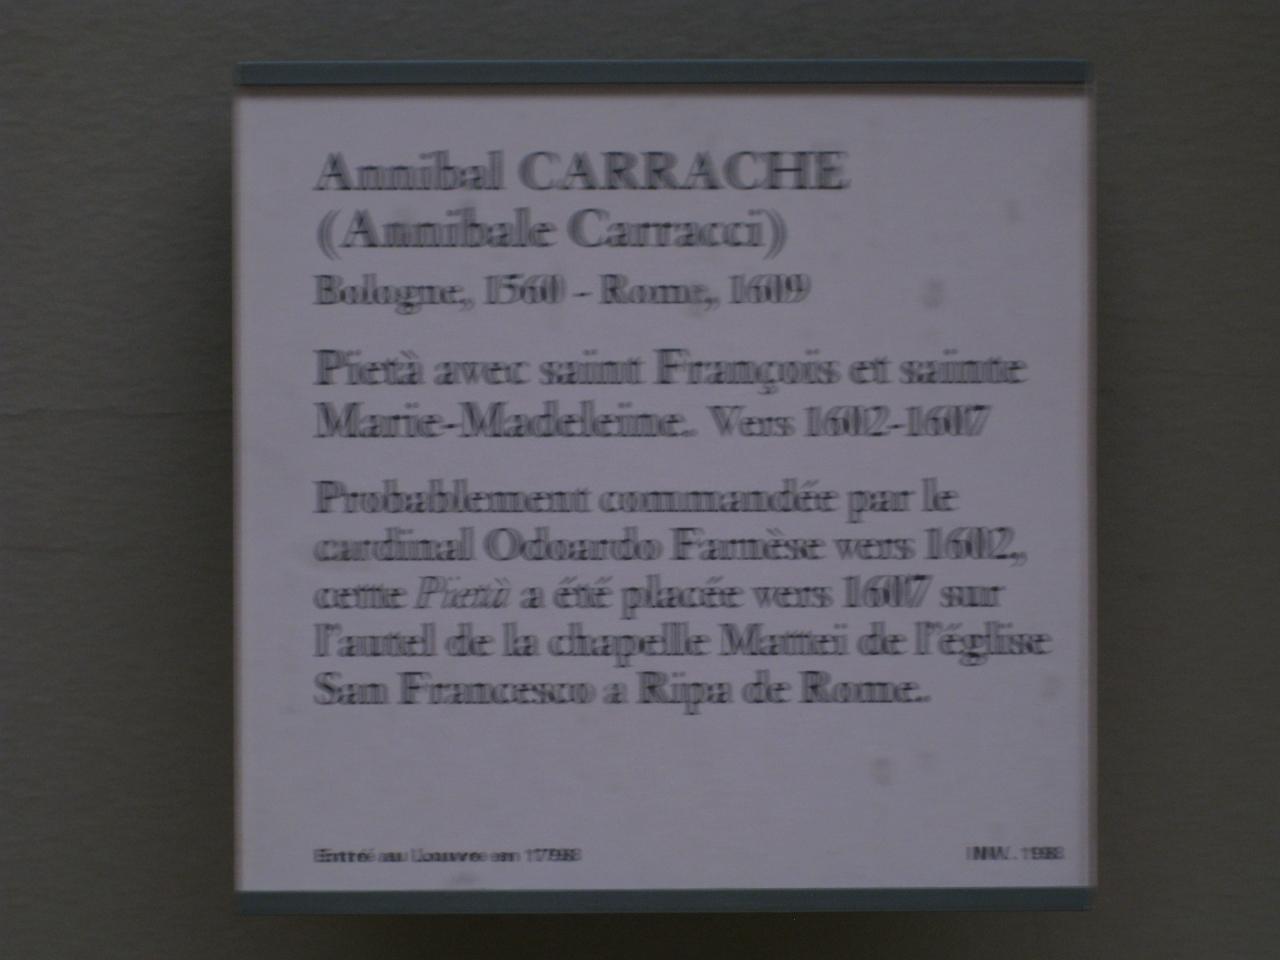 Annibal CARRACHE
(Annibale Carracci)
Bologne, 1560 - Rome, 1609
Pietà avec saint François et sainte
Marie-Madeleine. Vers 1602-1607
Probablement commandée par le
cardinal Odoardo Farnèse vers 1602,
cette Pietà a été placée vers 1607 sur
l'autel de la chapelle Mattei de l'église
San Francesco a Ripa de Rome.
Entré au Louvre en
INV.